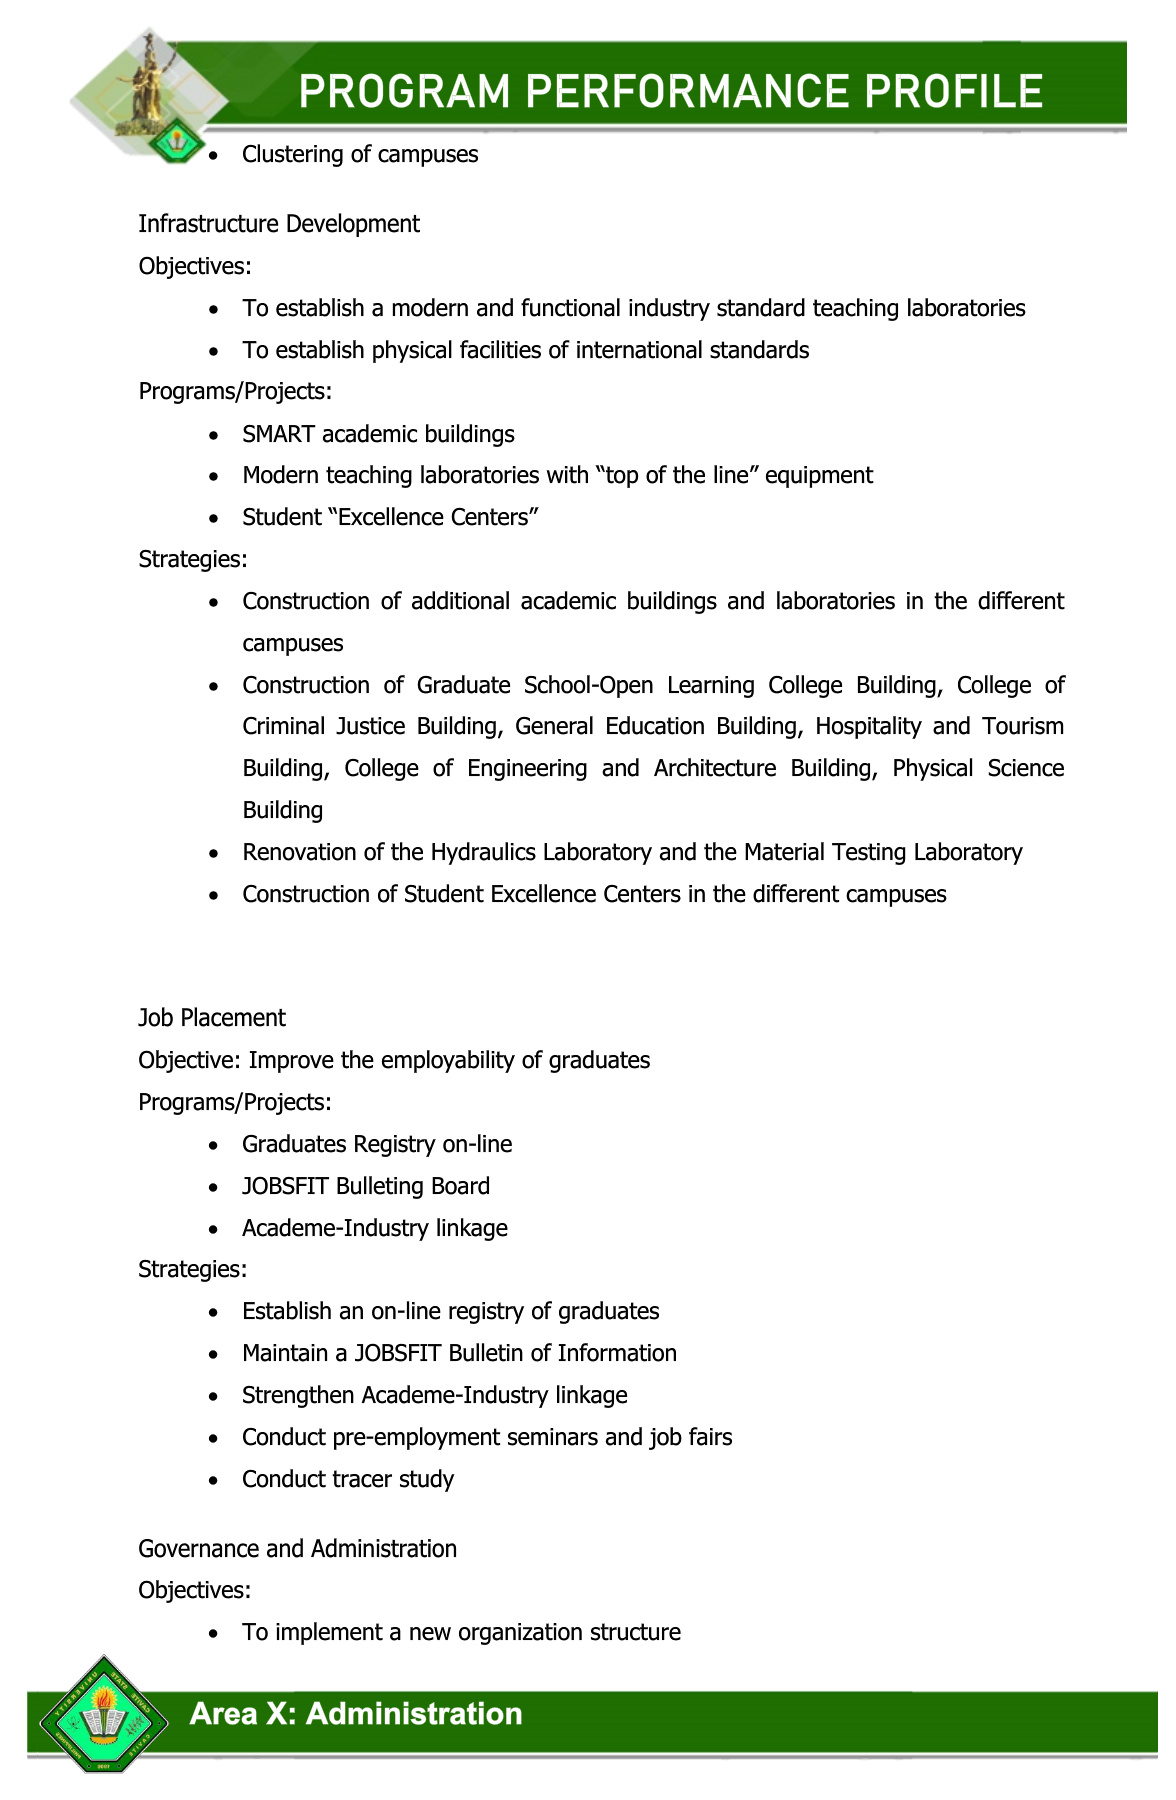 PROGRAM PERFORMANCE PROFILE
• Clustering of campuses
Infrastructure Development
Objectives:
• To establish a modern and functional industry standard teaching laboratories
• To establish physical facilities of international standards
Programs/Projects:
• SMART academic buildings
• Modern teaching laboratories with “top of the line” equipment
• Student “Excellence Centers”
Strategies:
• Construction of additional academic buildings and laboratories in the different
campuses
• Construction of Graduate School-Open Learning College Building, College of
Criminal Justice Building, General Education Building, Hospitality and Tourism
Building, College of Engineering and Architecture Building, Physical Science
Building
• Renovation of the Hydraulics Laboratory and the Material Testing Laboratory
• Construction of Student Excellence Centers in the different campuses
Job Placement
Objective: Improve the employability of graduates
Programs/Projects:
• Graduates Registry on-line
• JOBSFIT Bulleting Board
• Academe-Industry linkage
Strategies:
• Establish an on-line registry of graduates
• Maintain a JOBSFIT Bulletin of Information
• Strengthen Academe-Industry linkage
• Conduct pre-employment seminars and job fairs
• Conduct tracer study
Governance and Administration
Objectives:
• To implement a new organization structure
CAVITE STATE UNIVERSITY
Area X: Administration